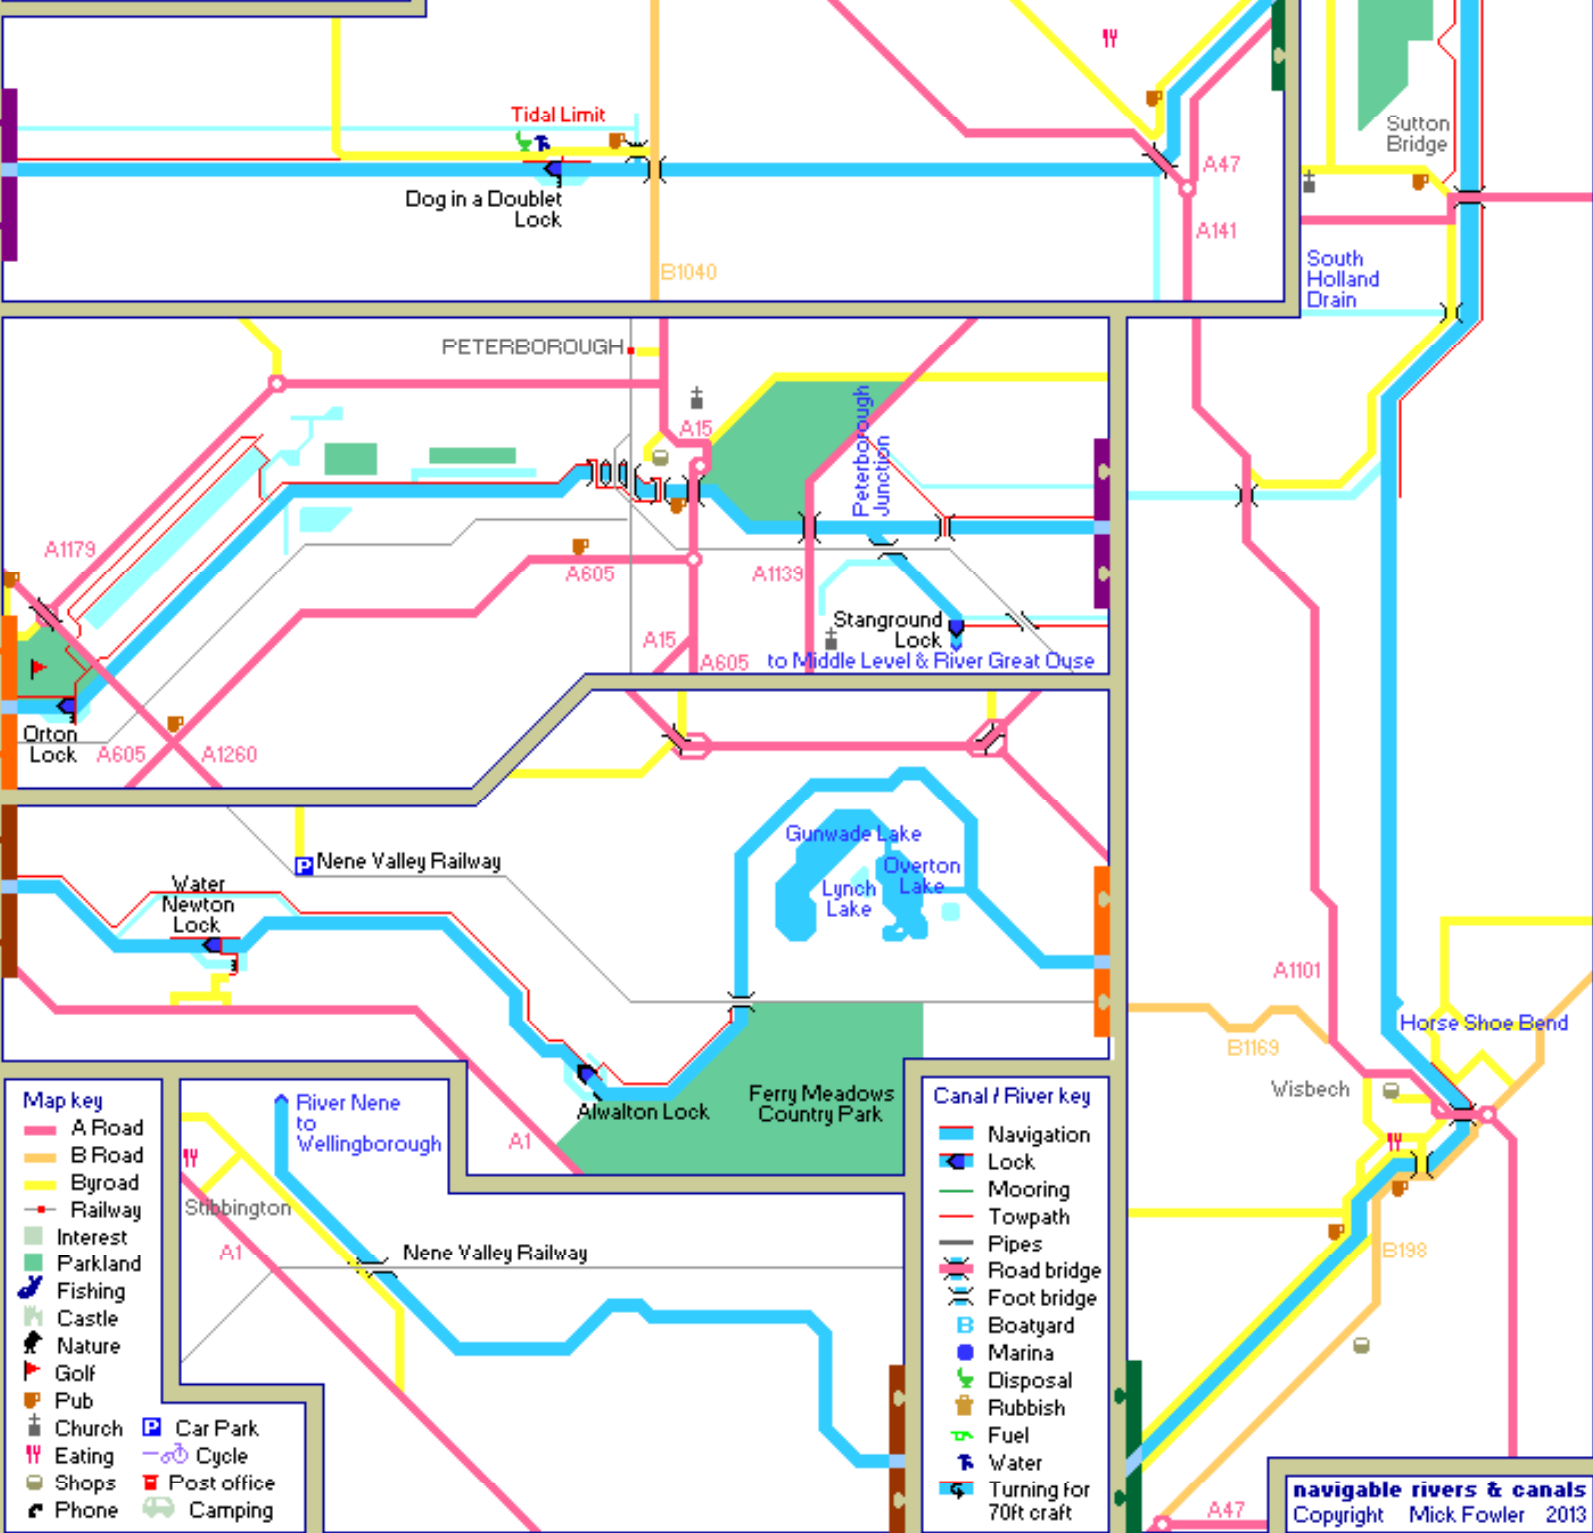 Tidal Limit
Dog in a Doublet
Lock
B1040
A47
A141
Sutton
Bridge
South
Holland
Drain
PETERBOROUGH
A15
Peterborough
Junction
A1179
A605
A1139
Stanground
Lock
A15
A605
to Middle Level & River Great Ouse
Orton
Lock
A605
A1260
Nene Valley Railway
Water
Newton
Lock
Gunwade Lake
Overton
Lake
Lynch
Lake
A1101
Horse Shoe Bend
B1169
Wisbech
Ferry Meadows
Country Park
Alwalton Lock
A1
River Nene
to
Wellingborough
Stibbington
A1
Nene Valley Railway
B198
A47
Map key
A Road
B Road
Byroad
Railway
Interest
Parkland
Fishing
Castle
Nature
Golf
Pub
Church
P Car Park
Eating
Cycle
Shops
Post office
Phone
Camping
Canal / River key
Navigation
Lock
Mooring
Towpath
Pipes
Road bridge
Foot bridge
B Boatyard
Marina
Disposal
Rubbish
Fuel
Water
Turning for
70ft craft
navigable rivers & canals
Copyright Mick Fowler 2013